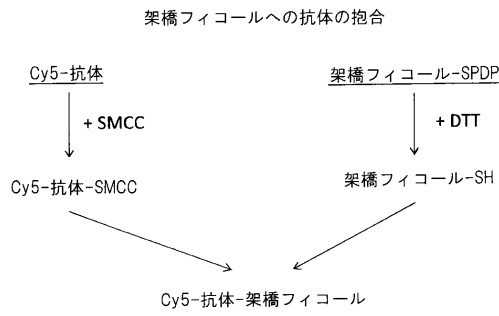 架橋フィコールへの抗体の抱合
Cy5-抗体
架橋フィコール-SPDP
+ SMCC
+ DTT
Cy5-抗体-SMCC
架橋フィコール-SH
Cy5-抗体-架橋フィコール